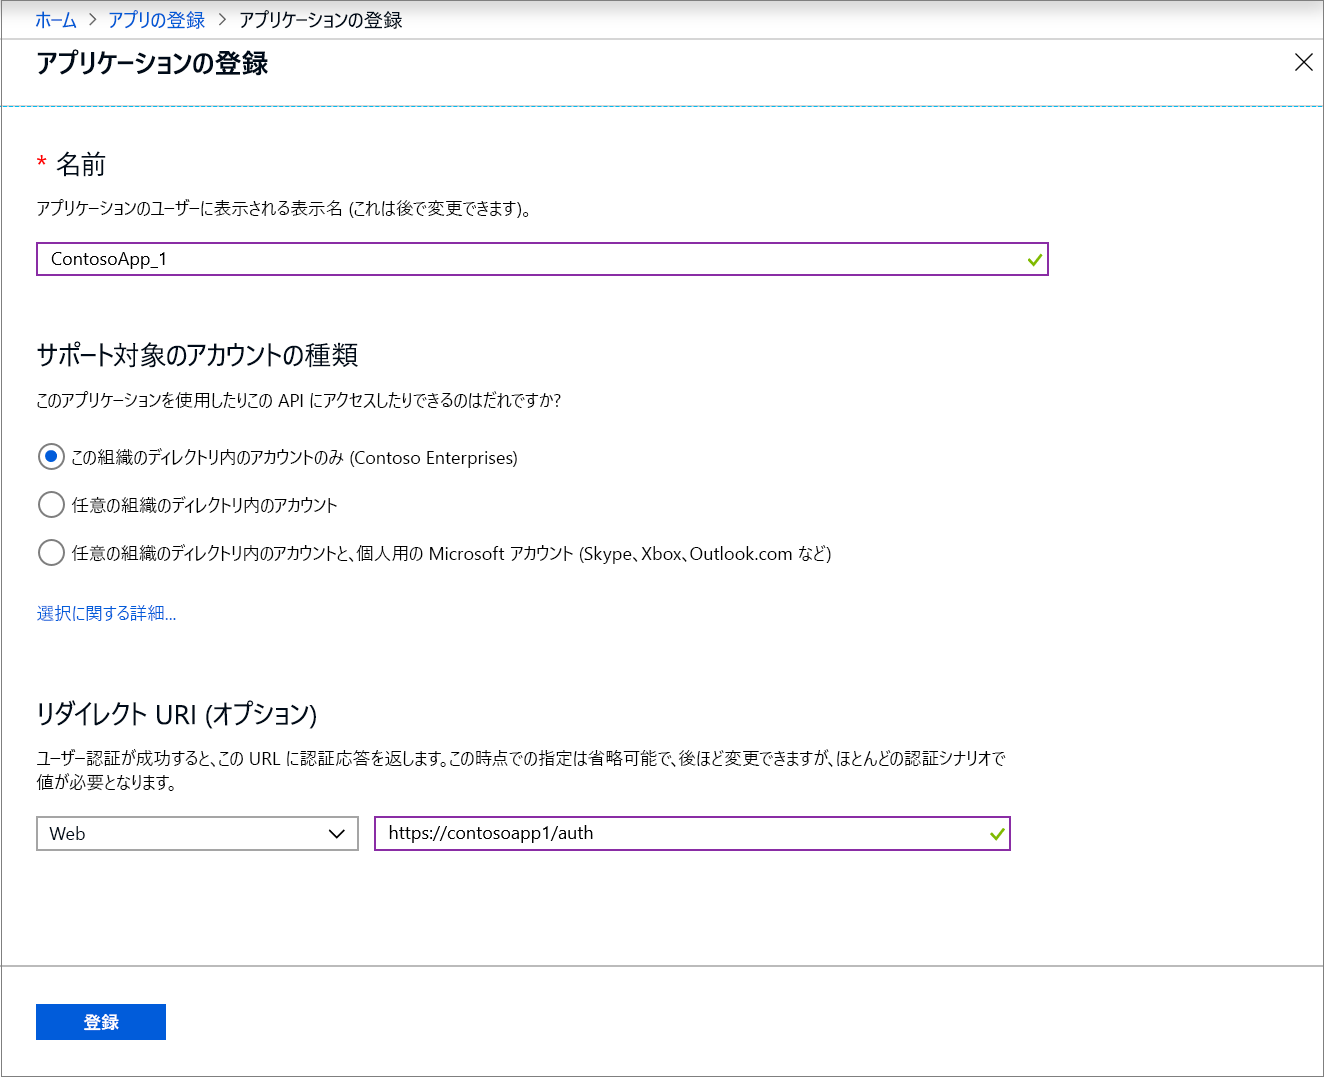 ホーム > アプリの登録 > アプリケーションの登録
アプリケーションの登録
* 名前
アプリケーションのユーザーに表示される表示名 (これは後で変更できます)。
ContosoApp_1
サポート対象のアカウントの種類
このアプリケーションを使用したりこの API にアクセスしたりできるのはだれですか?
この組織のディレクトリ内のアカウントのみ (Contoso Enterprises)
任意の組織のディレクトリ内のアカウント
任意の組織のディレクトリ内のアカウントと、個人用の Microsoft アカウント (Skype、Xbox、Outlook.com など)
選択に関する詳細...
リダイレクト URI (オプション)
ユーザー認証が成功すると、この URL に認証応答を返します。この時点での指定は省略可能で、後ほど変更できますが、ほとんどの認証シナリオで
値が必要となります。
Web https://contosoapp1/auth
登録